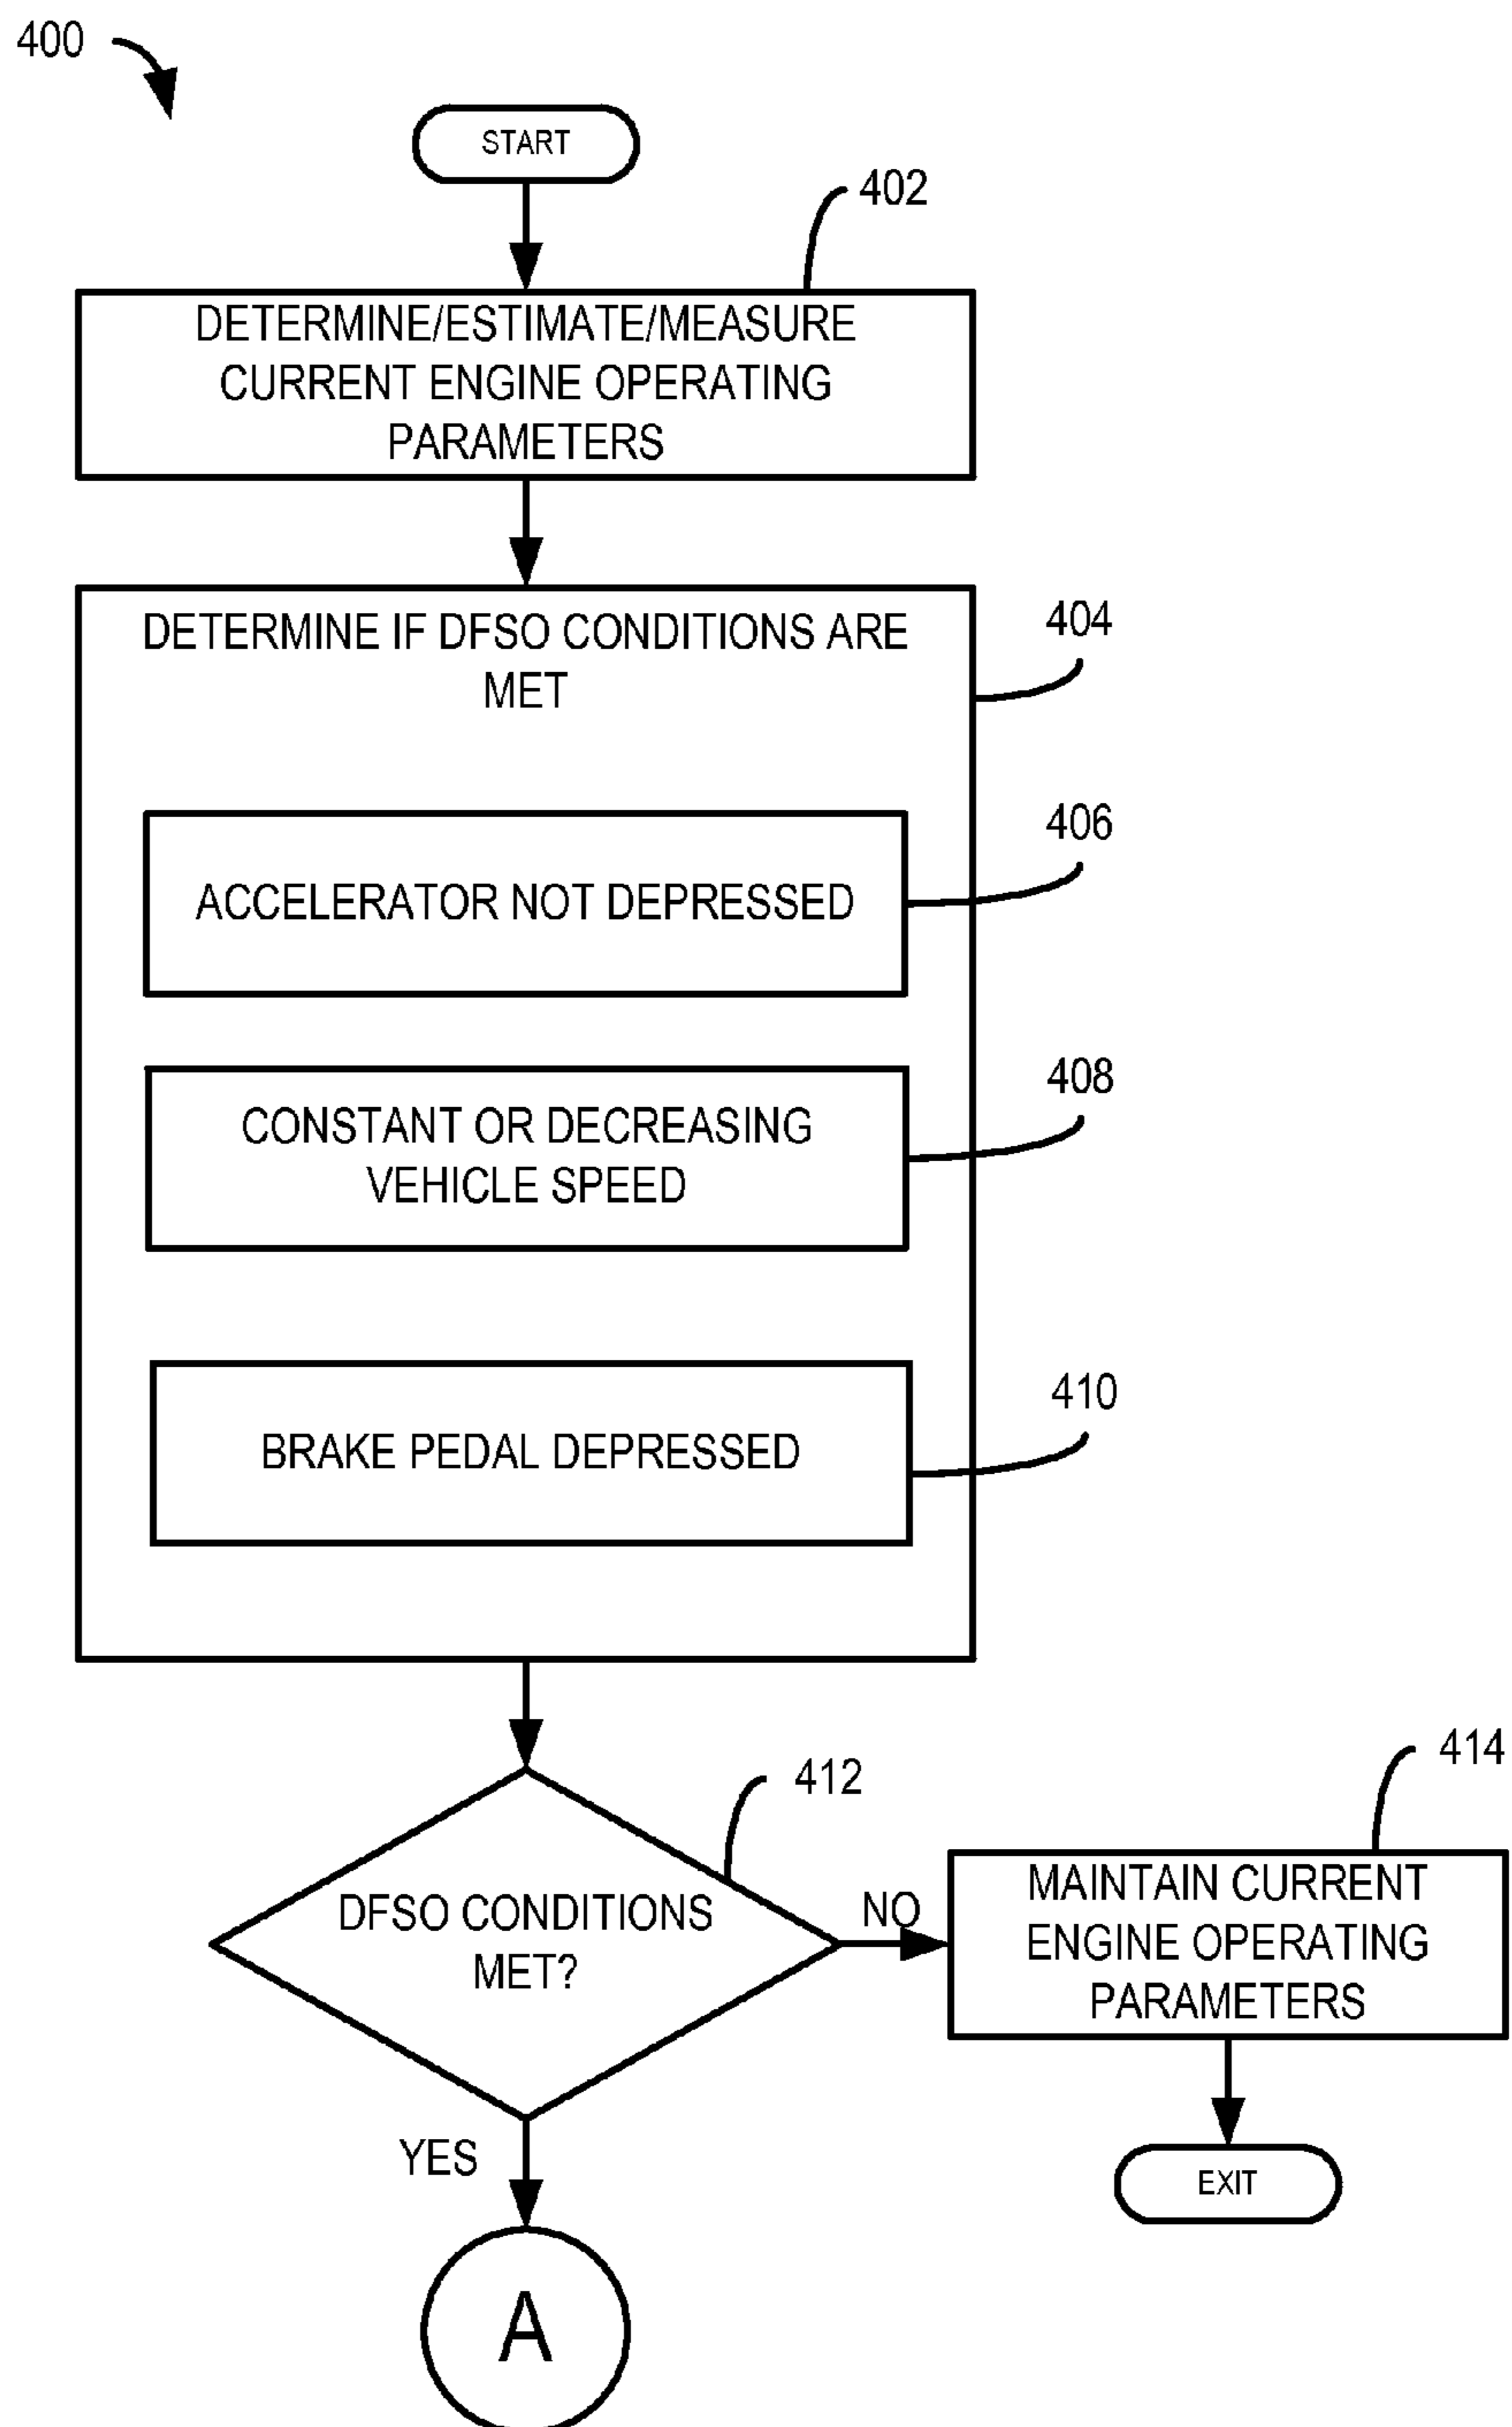 400
START
402
DETERMINE/ESTIMATE/MEASURE
CURRENT ENGINE OPERATING
PARAMETERS
DETERMINE IF DFSO CONDITIONS ARE
MET
404
ACCELERATOR NOT DEPRESSED
406
CONSTANT OR DECREASING
VEHICLE SPEED
408
BRAKE PEDAL DEPRESSED
410
412
DFSO CONDITIONS
MET?
NO
414
MAINTAIN CURRENT
ENGINE OPERATING
PARAMETERS
EXIT
YES
A